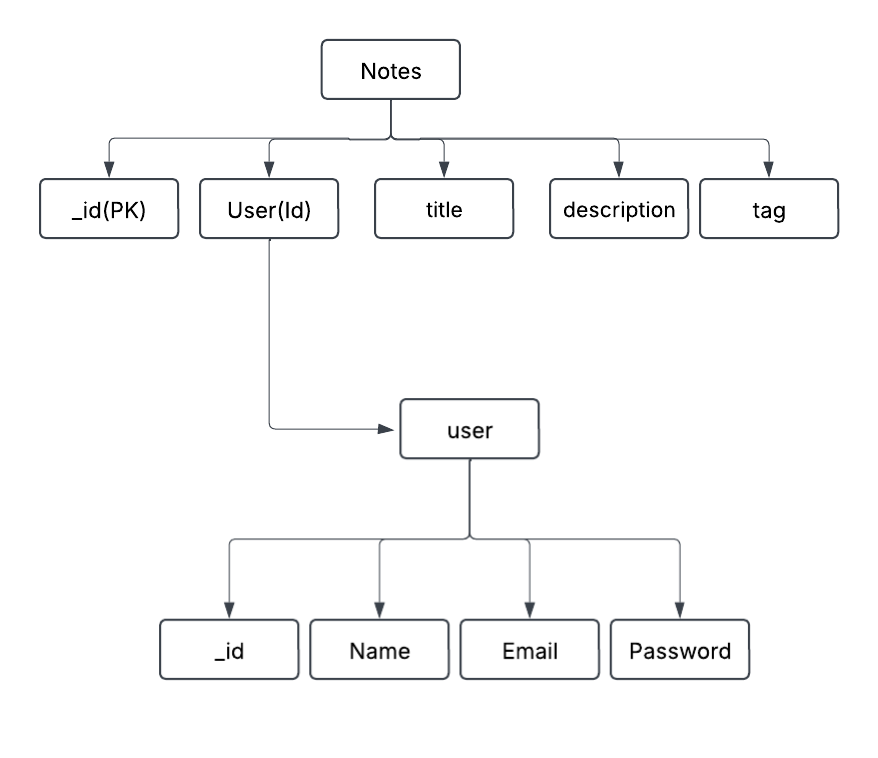 Notes
_id(PK)
User(Id)
title
description
tag
user
_id
Name
Email
Password